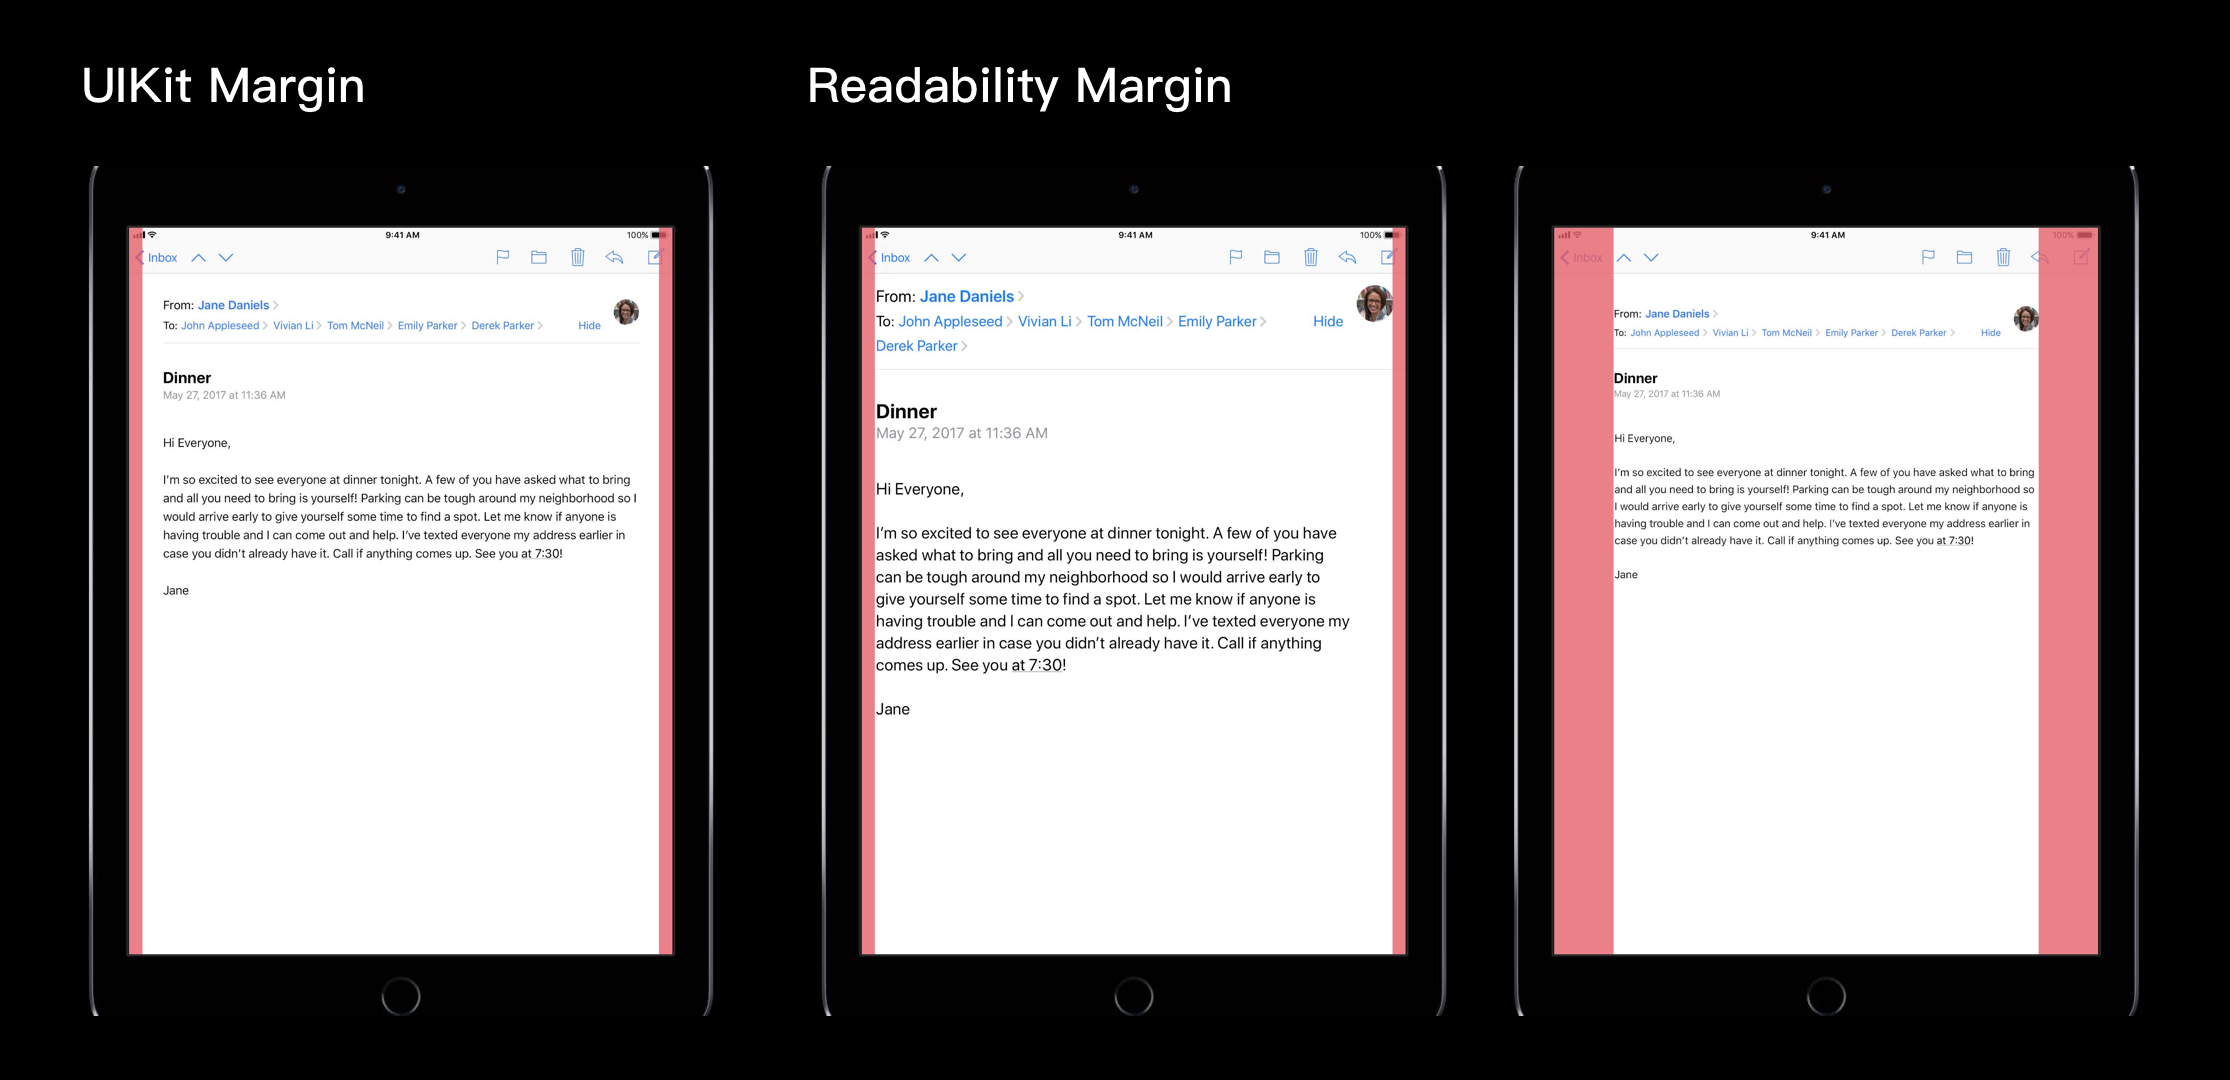 UIKit Margin
9:41 AM
100%
Inbox
From: Jane Daniels
To: John Appleseed Vivian Li Tom McNeil Emily Parker Derek Parker Hide
Dinner
May 27, 2017 at 11:36 AM
Hi Everyone,
I'm so excited to see everyone at dinner tonight. A few of you have asked what to bring
and all you need to bring is yourself! Parking can be tough around my neighborhood so I
would arrive early to give yourself some time to find a spot. Let me know if anyone is
having trouble and I can come out and help. I've texted everyone my address earlier in
case you didn't already have it. Call if anything comes up. See you at 7:30!
Jane
Readability Margin
9:41 AM
100%
Inbox
From: Jane Daniels
To: John Appleseed Vivian Li Tom McNeil Emily Parker Hide
Derek Parker
Dinner
May 27, 2017 at 11:36 AM
Hi Everyone,
I'm so excited to see everyone at dinner tonight. A few of you have
asked what to bring and all you need to bring is yourself! Parking
can be tough around my neighborhood so I would arrive early to
give yourself some time to find a spot. Let me know if anyone is
having trouble and I can come out and help. I've texted everyone my
address earlier in case you didn't already have it. Call if anything
comes up. See you at 7:30!
Jane
9:41 AM
100%
Inbox
From: Jane Daniels
To: John Appleseed Vivian Li Tom McNeil Emily Parker Derek Parker Hide
Dinner
May 27, 2017 at 11:36 AM
Hi Everyone,
I'm so excited to see everyone at dinner tonight. A few of you have asked what to bring
and all you need to bring is yourself! Parking can be tough around my neighborhood so
I would arrive early to give yourself some time to find a spot. Let me know if anyone is
having trouble and I can come out and help. I've texted everyone my address earlier in
case you didn't already have it. Call if anything comes up. See you at 7:30!
Jane